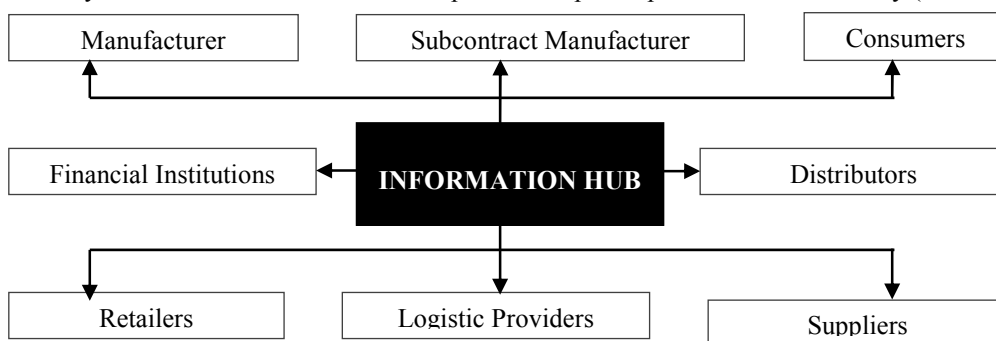 Manufacturer
Subcontract Manufacturer
Consumers
Financial Institutions
INFORMATION HUB
Distributors
Retailers
Logistic Providers
Suppliers